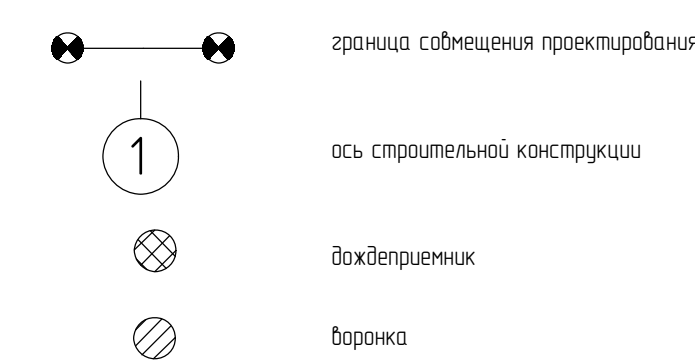 граница совмещения проектирования
1
ось строительной конструкции
дождеприемник
воронка